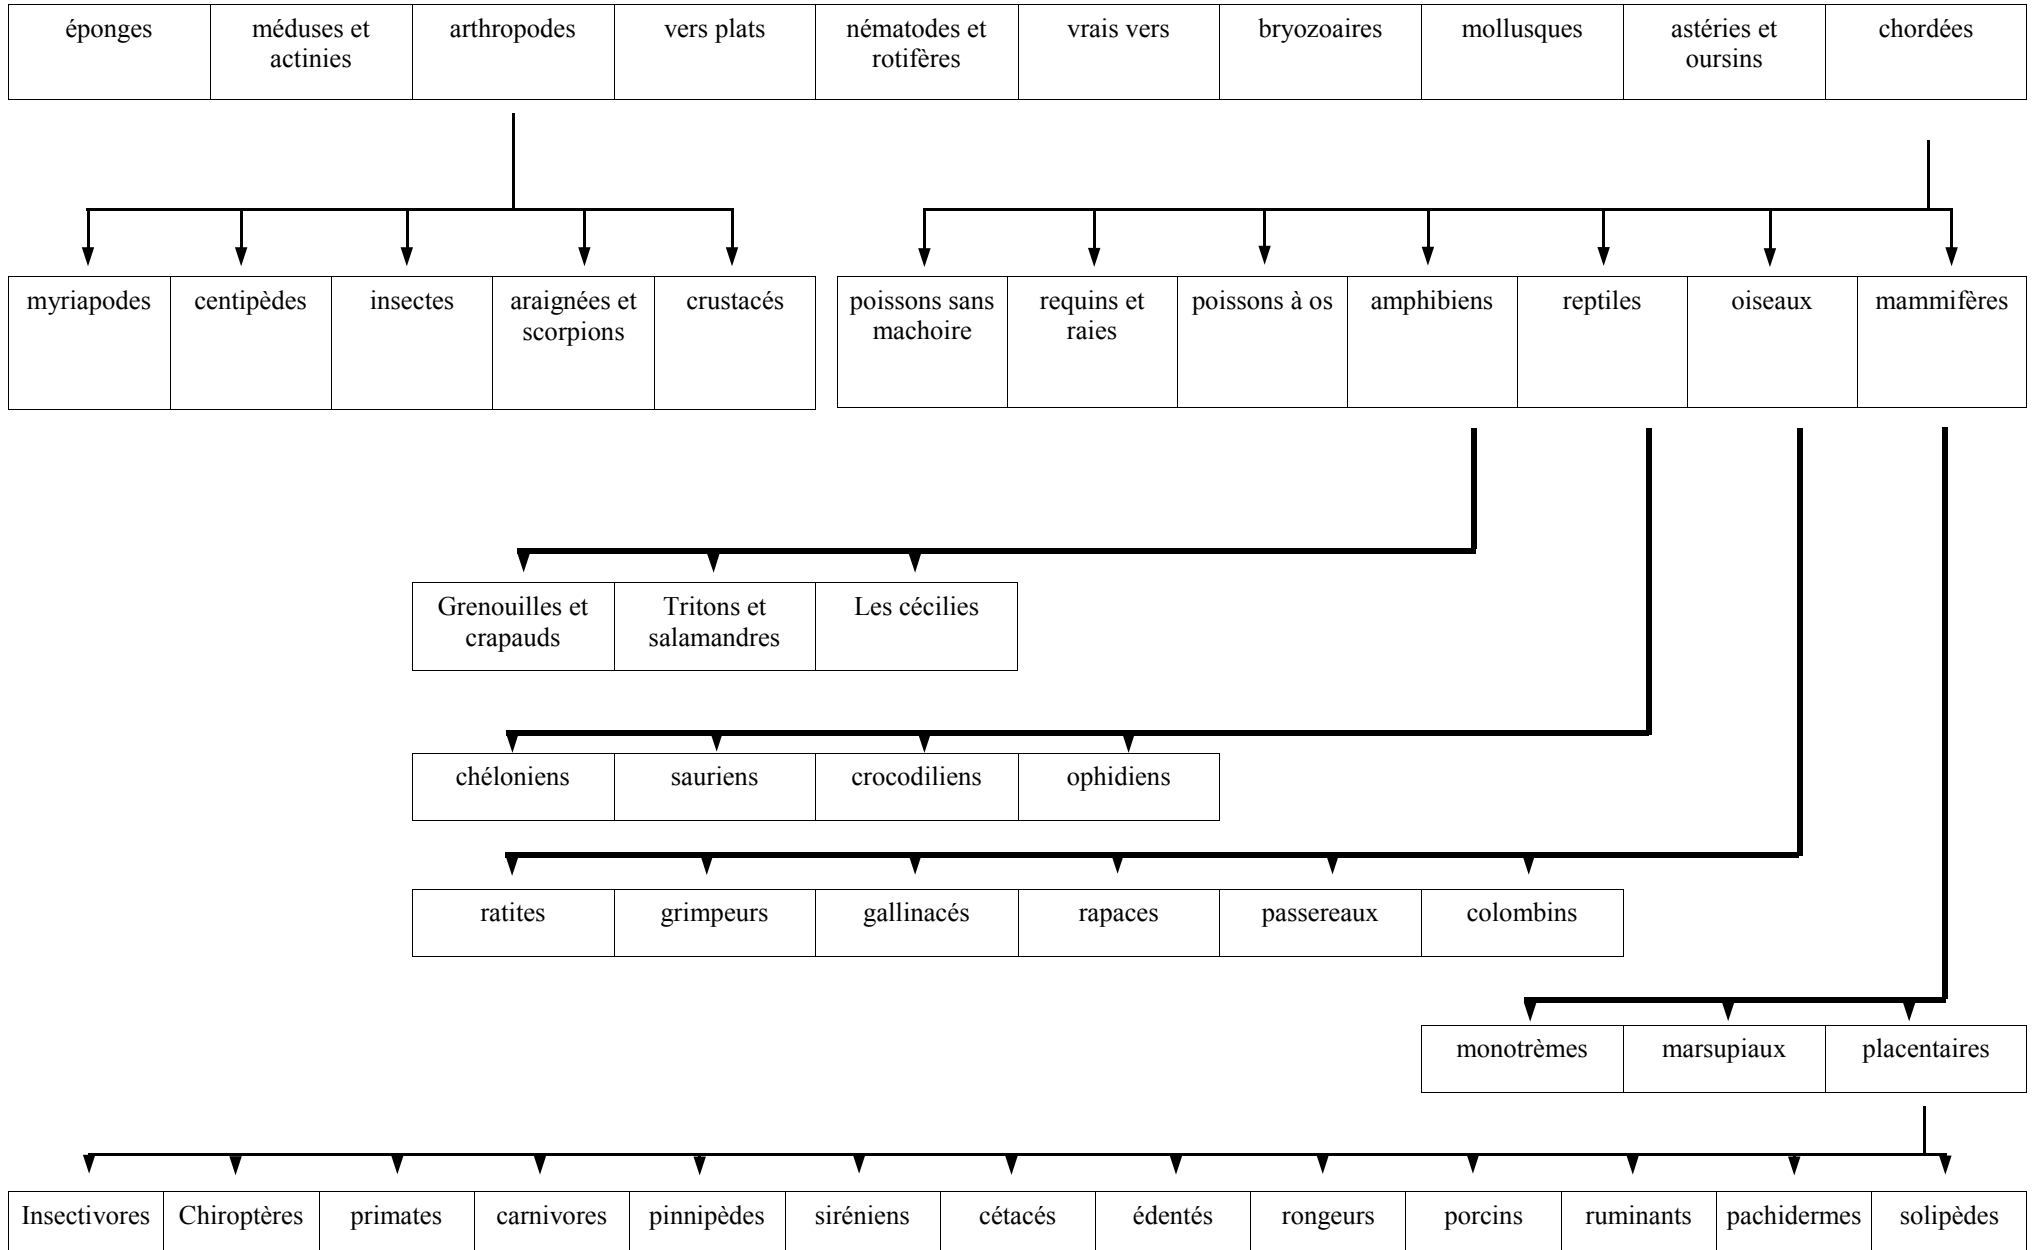 éponges
méduses et
actinies
arthropodes
vers plats
nématodes et
rotifères
vrais vers
bryozoaires
mollusques
astéries et
oursins
chordées
myriapodes
centipèdes
insectes
araignées et
scorpions
crustacés
poissons sans
machoire
requins et
raies
poissons à os
amphibiens
reptiles
oiseaux
mammifères
Grenouilles et
crapauds
Tritons et
salamandres
Les cécilies
chéloniens
sauriens
crocodiliens
ophidiens
ratites
grimpeurs
gallinacés
rapaces
passereaux
colombins
monotrèmes
marsupiaux
placentaires
Insectivores
Chiroptères
primates
carnivores
pinnipèdes
siréniens
cétacés
édentés
rongeurs
porcins
ruminants
pachidermes
solipèdes